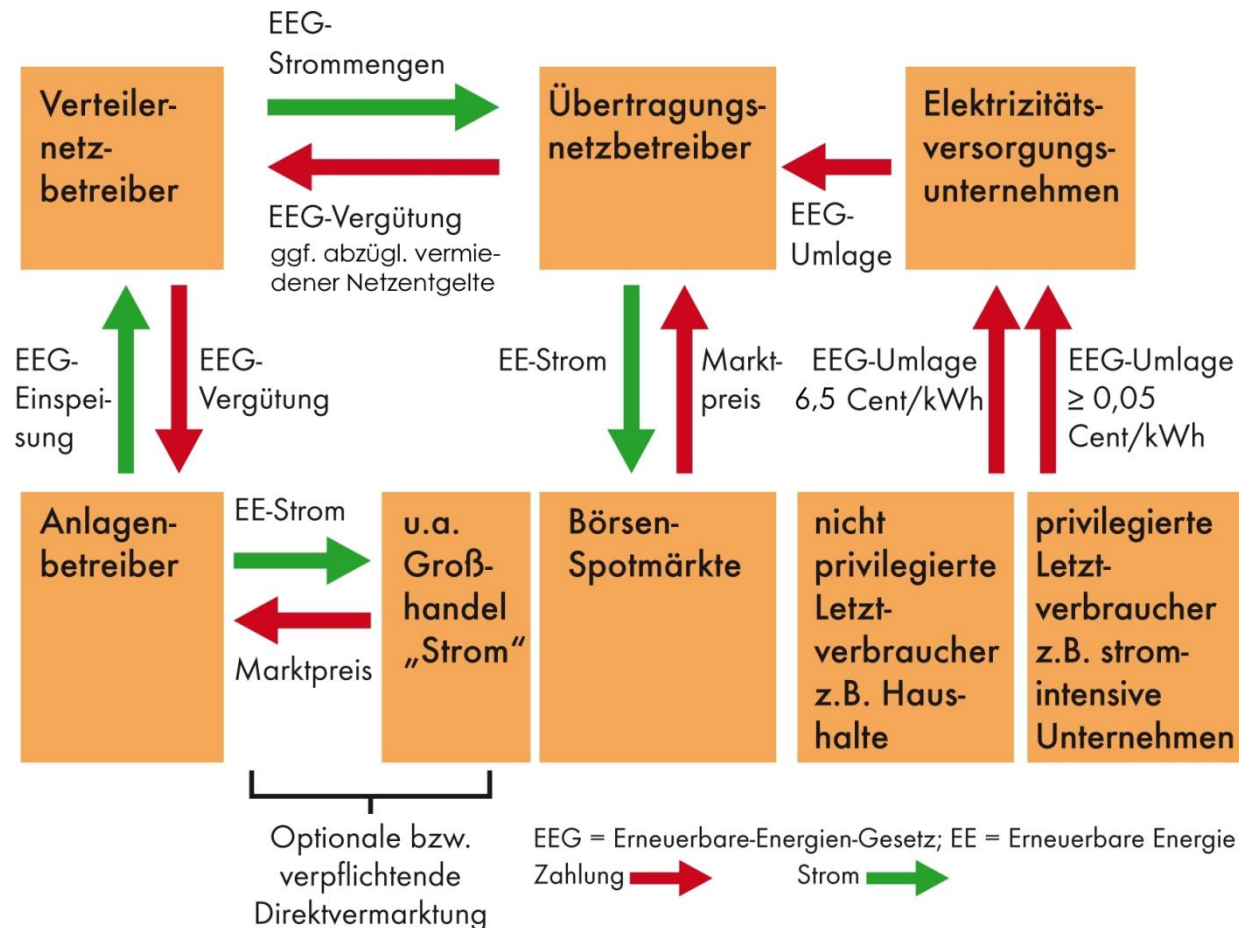 EEG-
Strommengen
Verteiler-
netz-
betreiber
Übertragungs-
netzbetreiber
Elektrizitäts-
versorgungs-
unternehmen
EEG-Vergütung
ggf. abzügl. vermie-
dener Netzentgelte
EEG-
Umlage
EEG-
Einspei-
sung
EEG-
Vergütung
EE-Strom
Markt-
preis
EEG-Umlage
6,5 Cent/kWh
EEG-Umlage
≥ 0,05
Cent/kWh
Anlagen-
betreiber
EE-Strom
Marktpreis
u.a.
Groß-
handel
„Strom“
Börsen-
Spotmärkte
nicht
privilegierte
Letzt-
verbraucher
z.B. Haus-
halte
privilegierte
Letzt-
verbraucher
z.B. strom-
intensive
Unternehmen
Optionale bzw.
verpflichtende
Direktvermarktung
EEG = Erneuerbare-Energien-Gesetz; EE = Erneuerbare Energie
Zahlung Strom